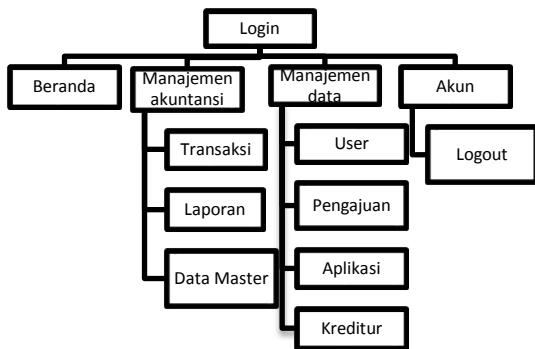 Login
Beranda
Manajemen
akuntansi
Manajemen
data
Akun
Transaksi
User
Logout
Laporan
Pengajuan
Data Master
Aplikasi
Kreditur